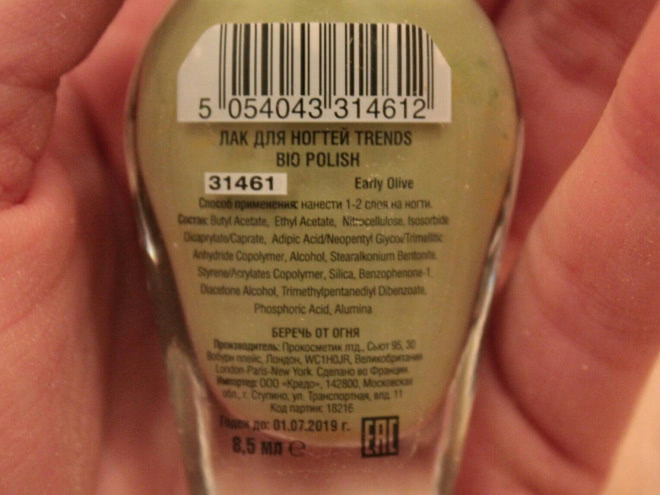 5 054043 314612
ЛАК ДЛЯ НОГТЕЙ TRENDS
BIO POLISH
31461 Early Olive
Способ применения: нанести 1-2 слоя на ногти.
Состав: Butyl Acetate, Ethyl Acetate, Nitrocellulose, Isosorbide
Dicaprylate/Caprate, Adipic Acid/Neopentyl Glycol/Trimellitic
Anhydride Copolymer, Alcohol, Stearalkonium Bentonite,
Styrene/Acrylates Copolymer, Silica, Benzophenone-1,
Diacetone Alcohol, Trimethylpentanediyl Dibenzoate,
Phosphoric Acid, Alumina
БЕРЕЧЬ ОТ ОГНЯ
Производитель: Прокосметик лтд., Сьют 95, 30
Вобурн плейс, Лондон, WC1H0JR, Великобритания
London-Paris-New York. Сделано во Франции.
Импортер: ООО «Кредо», 142800, Московская
обл., г. Ступино, ул. Транспортная, влд. 11
Код партии: 18216
Годен до: 01.07.2019 г.
8,5 мл ℮ EAC